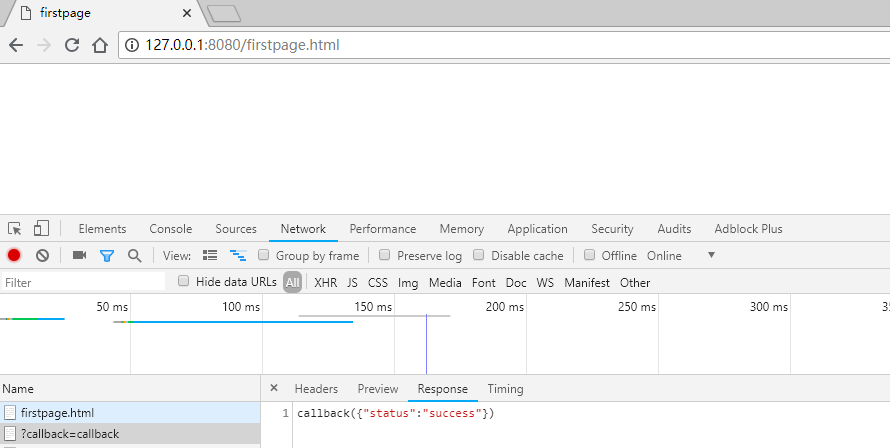 firstpage
127.0.0.1:8080/firstpage.html
Elements Console Sources Network Performance Memory Application Security Audits Adblock Plus
View: Group by frame Preserve log Disable cache Offline Online
Filter Hide data URLs All XHR JS CSS Img Media Font Doc WS Manifest Other
50 ms 100 ms 150 ms 200 ms 250 ms 300 ms
Name Headers Preview Response Timing
firstpage.html 1 callback({"status":"success"})
?callback=callback